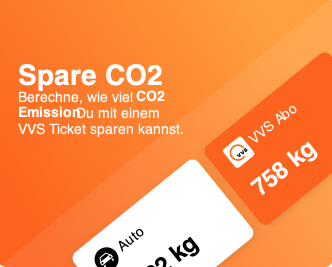 Spare CO2
Berechne, wie viel CO2
Emission Du mit einem
VVS Ticket sparen kannst.
VVS
VVS Abo
758 kg
Auto
kg